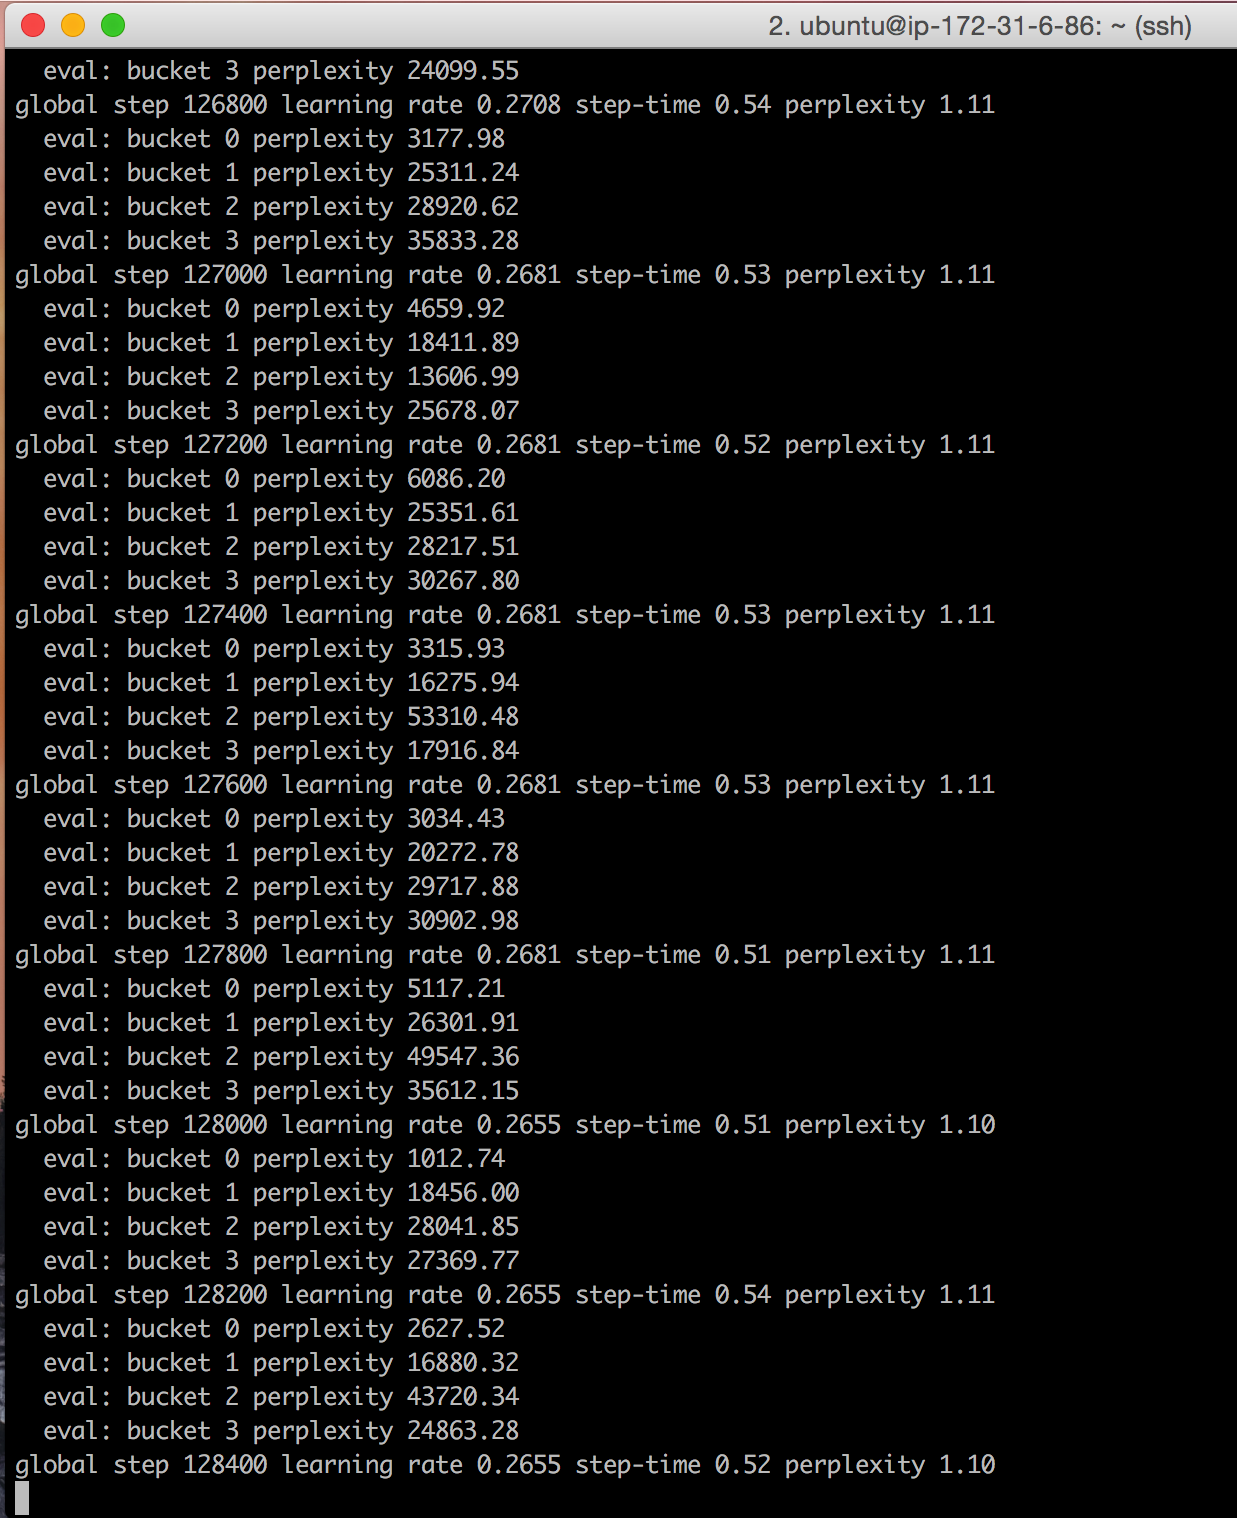 2. ubuntu@ip-172-31-6-86: ~ (ssh)
eval: bucket 3 perplexity 24099.55
global step 126800 learning rate 0.2708 step-time 0.54 perplexity 1.11
eval: bucket 0 perplexity 3177.98
eval: bucket 1 perplexity 25311.24
eval: bucket 2 perplexity 28920.62
eval: bucket 3 perplexity 35833.28
global step 127000 learning rate 0.2681 step-time 0.53 perplexity 1.11
eval: bucket 0 perplexity 4659.92
eval: bucket 1 perplexity 18411.89
eval: bucket 2 perplexity 13606.99
eval: bucket 3 perplexity 25678.07
global step 127200 learning rate 0.2681 step-time 0.52 perplexity 1.11
eval: bucket 0 perplexity 6086.20
eval: bucket 1 perplexity 25351.61
eval: bucket 2 perplexity 28217.51
eval: bucket 3 perplexity 30267.80
global step 127400 learning rate 0.2681 step-time 0.53 perplexity 1.11
eval: bucket 0 perplexity 3315.93
eval: bucket 1 perplexity 16275.94
eval: bucket 2 perplexity 53310.48
eval: bucket 3 perplexity 17916.84
global step 127600 learning rate 0.2681 step-time 0.53 perplexity 1.11
eval: bucket 0 perplexity 3034.43
eval: bucket 1 perplexity 20272.78
eval: bucket 2 perplexity 29717.88
eval: bucket 3 perplexity 30902.98
global step 127800 learning rate 0.2681 step-time 0.51 perplexity 1.11
eval: bucket 0 perplexity 5117.21
eval: bucket 1 perplexity 26301.91
eval: bucket 2 perplexity 49547.36
eval: bucket 3 perplexity 35612.15
global step 128000 learning rate 0.2655 step-time 0.51 perplexity 1.10
eval: bucket 0 perplexity 1012.74
eval: bucket 1 perplexity 18456.00
eval: bucket 2 perplexity 28041.85
eval: bucket 3 perplexity 27369.77
global step 128200 learning rate 0.2655 step-time 0.54 perplexity 1.11
eval: bucket 0 perplexity 2627.52
eval: bucket 1 perplexity 16880.32
eval: bucket 2 perplexity 43720.34
eval: bucket 3 perplexity 24863.28
global step 128400 learning rate 0.2655 step-time 0.52 perplexity 1.10